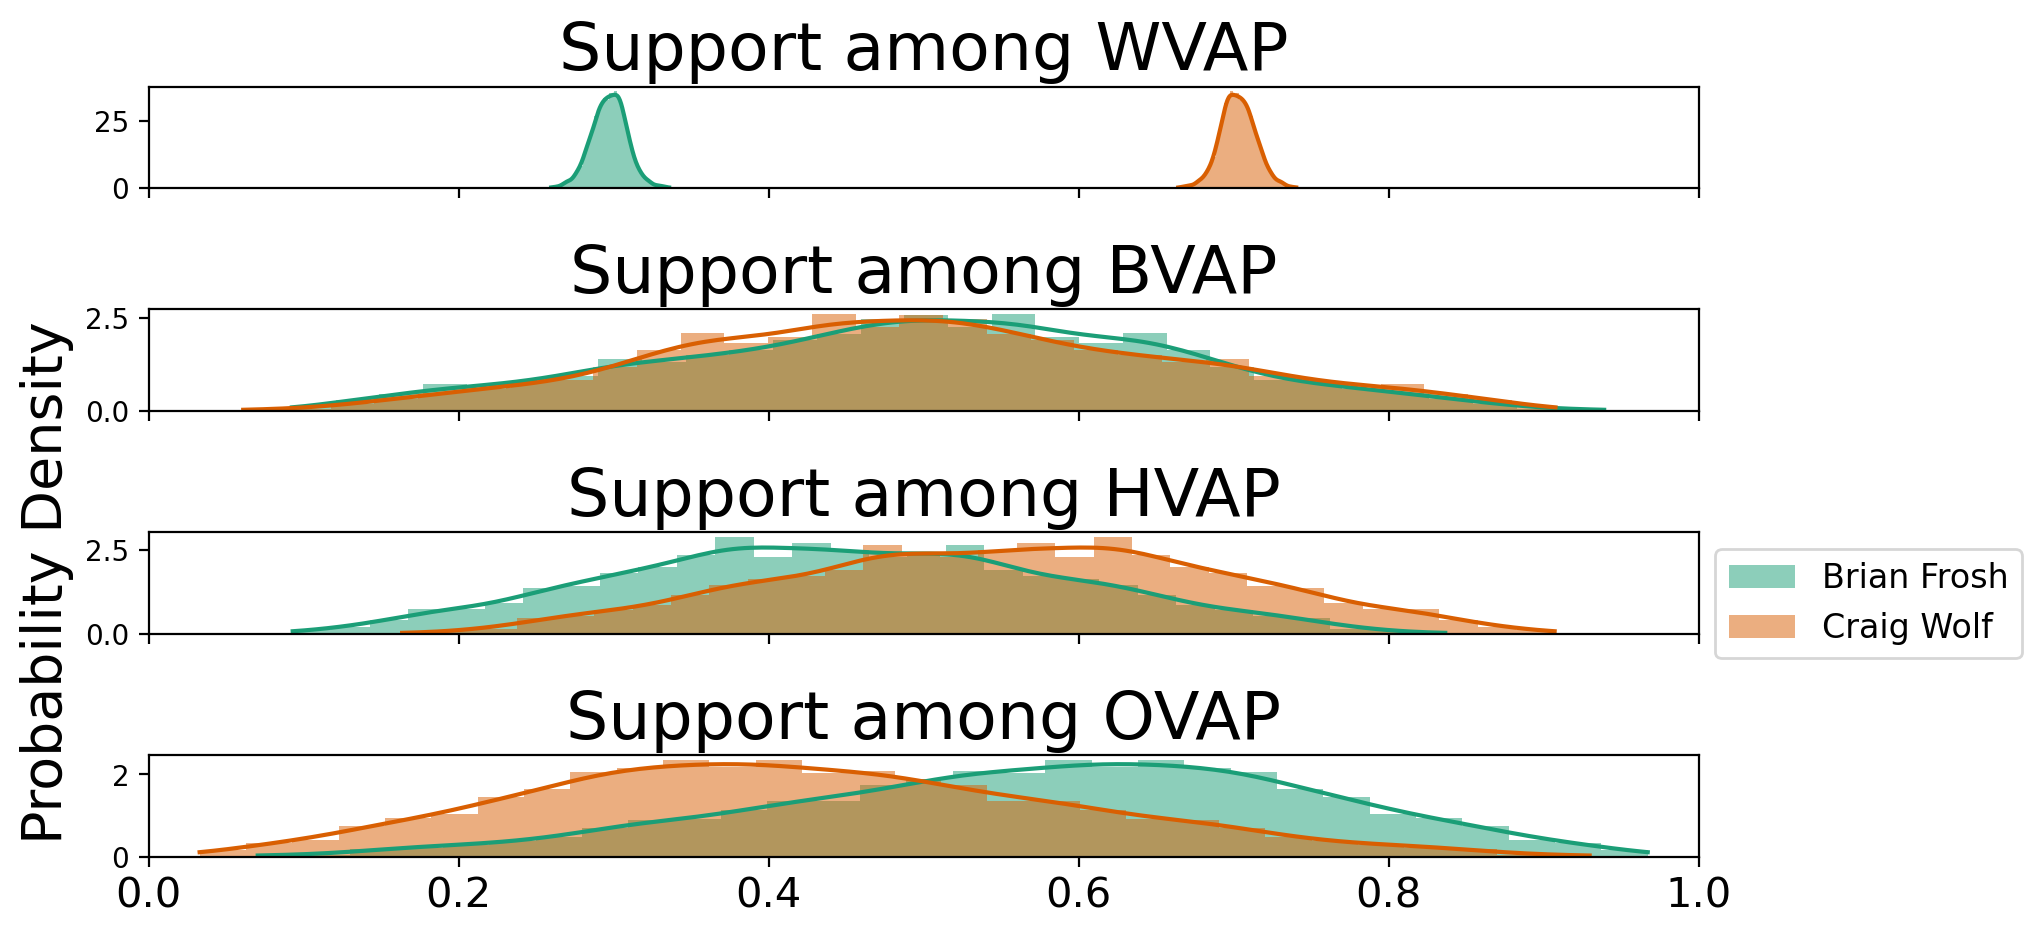 Support among WVAP
25
0
Support among BVAP
2.5
0.0
Support among HVAP
2.5
0.0
Support among OVAP
2
0
0.0 0.2 0.4 0.6 0.8 1.0
Probability Density
Brian Frosh
Craig Wolf